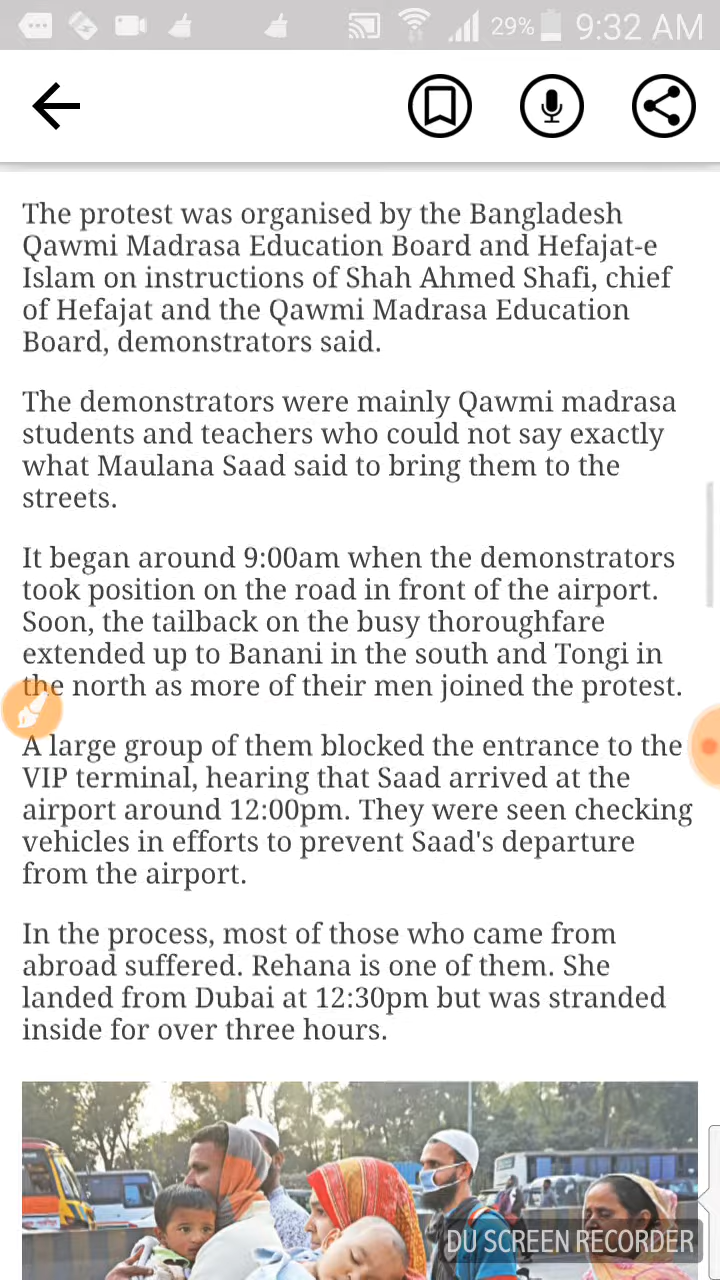 29% 9:32 AM
The protest was organised by the Bangladesh
Qawmi Madrasa Education Board and Hefajat-e
Islam on instructions of Shah Ahmed Shafi, chief
of Hefajat and the Qawmi Madrasa Education
Board, demonstrators said.
The demonstrators were mainly Qawmi madrasa
students and teachers who could not say exactly
what Maulana Saad said to bring them to the
streets.
It began around 9:00am when the demonstrators
took position on the road in front of the airport.
Soon, the tailback on the busy thoroughfare
extended up to Banani in the south and Tongi in
the north as more of their men joined the protest.
A large group of them blocked the entrance to the
VIP terminal, hearing that Saad arrived at the
airport around 12:00pm. They were seen checking
vehicles in efforts to prevent Saad's departure
from the airport.
In the process, most of those who came from
abroad suffered. Rehana is one of them. She
landed from Dubai at 12:30pm but was stranded
inside for over three hours.
DU SCREEN RECORDER